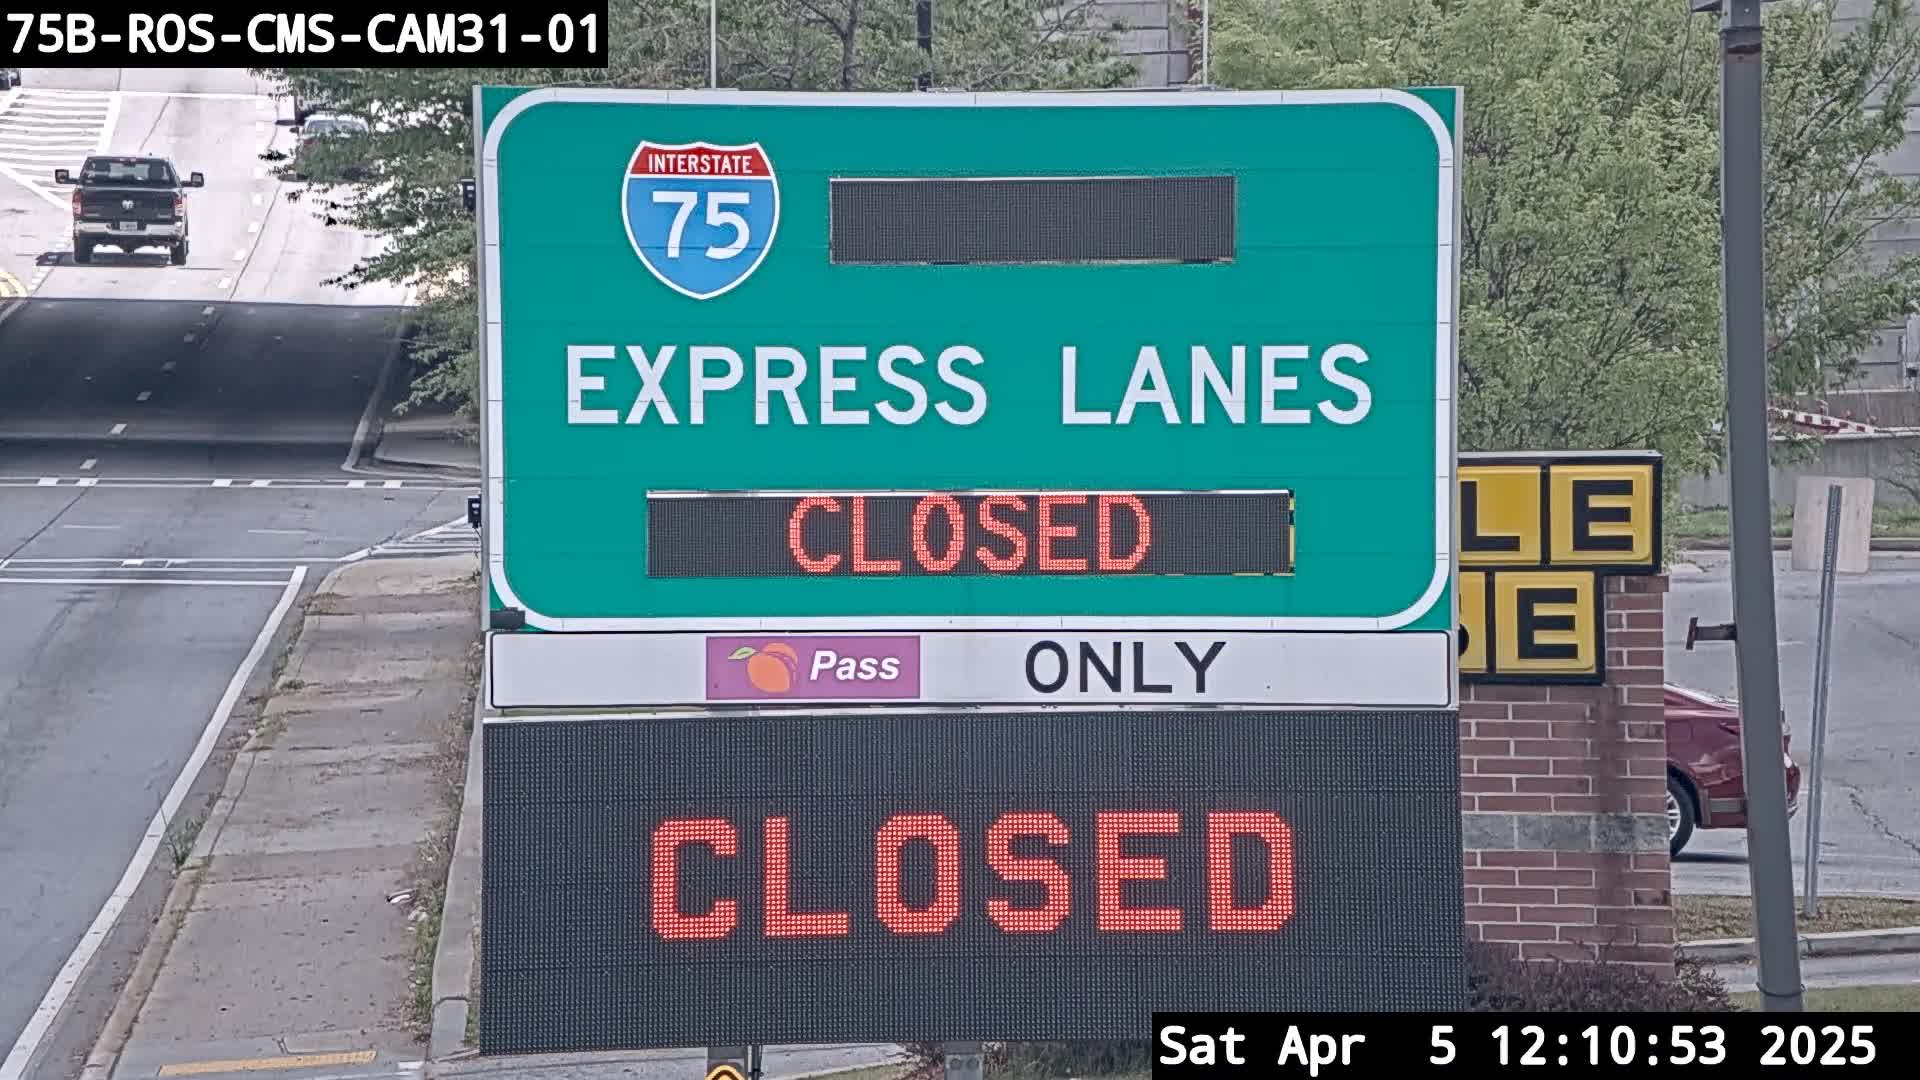 75B-ROS-CMS-CAM31-01
INTERSTATE
75
EXPRESS LANES
CLOSED
Pass ONLY
CLOSED
LE
E
Sat Apr 5 12:10:53 2025